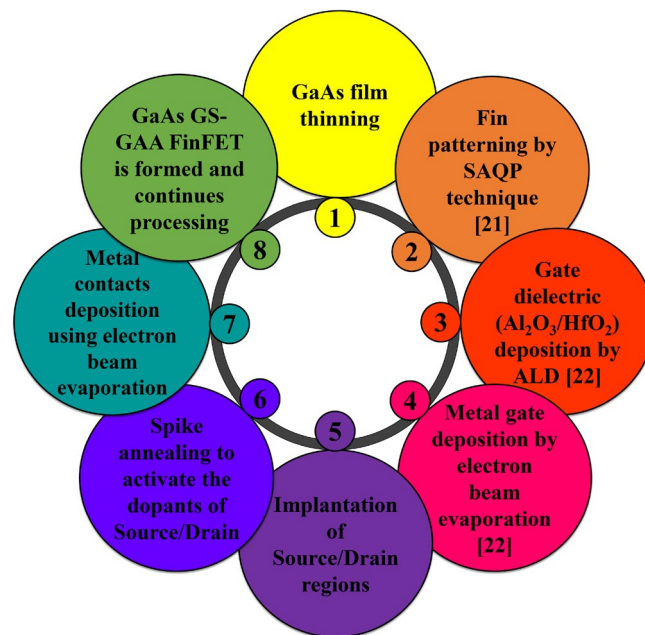 GaAs film
thinning
1
Fin
patterning by
SAQP
technique
[21]
2
Gate
dielectric
(Al₂O₃/HfO₂)
deposition by
ALD [22]
3
Metal gate
deposition by
electron
beam
evaporation
[22]
4
Implantation
of
Source/Drain
regions
5
Spike
annealing to
activate the
dopants of
Source/Drain
6
Metal
contacts
deposition
using electron
beam
evaporation
7
GaAs GS-
GAA FinFET
is formed and
continues
processing
8